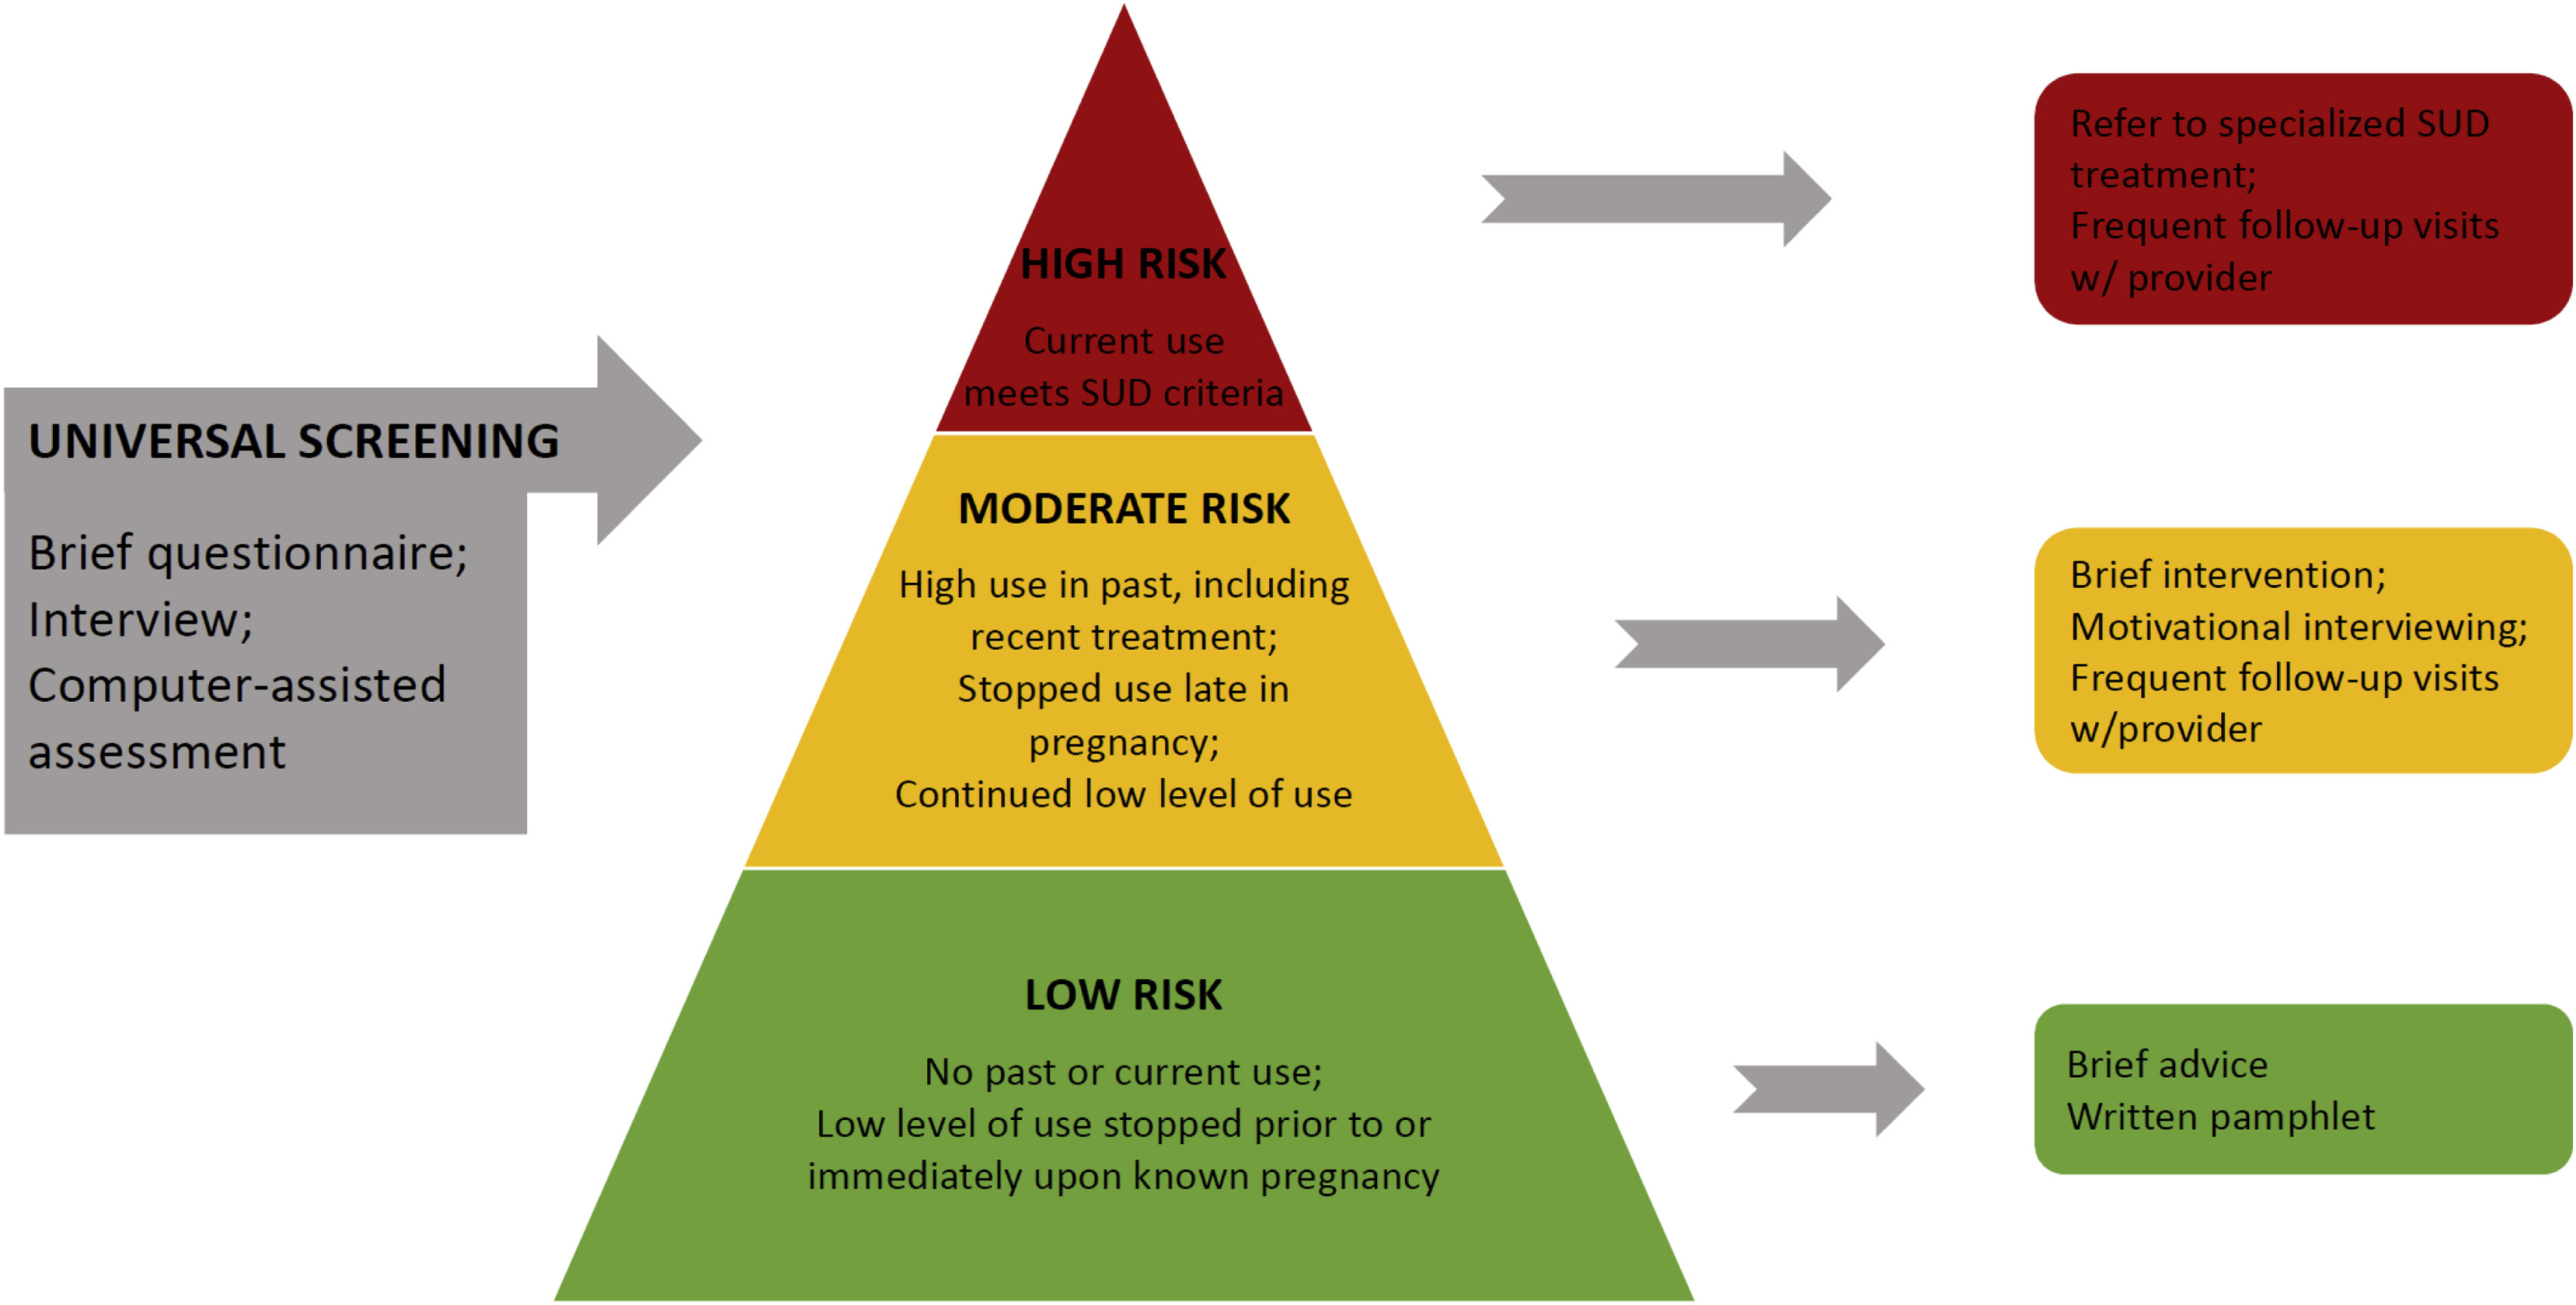 UNIVERSAL SCREENING
Brief questionnaire;
Interview;
Computer-assisted
assessment
HIGH RISK
Current use
meets SUD criteria
Refer to specialized SUD
treatment;
Frequent follow-up visits
w/ provider
MODERATE RISK
High use in past, including
recent treatment;
Stopped use late in
pregnancy;
Continued low level of use
Brief intervention;
Motivational interviewing;
Frequent follow-up visits
w/provider
LOW RISK
No past or current use;
Low level of use stopped prior to or
immediately upon known pregnancy
Brief advice
Written pamphlet